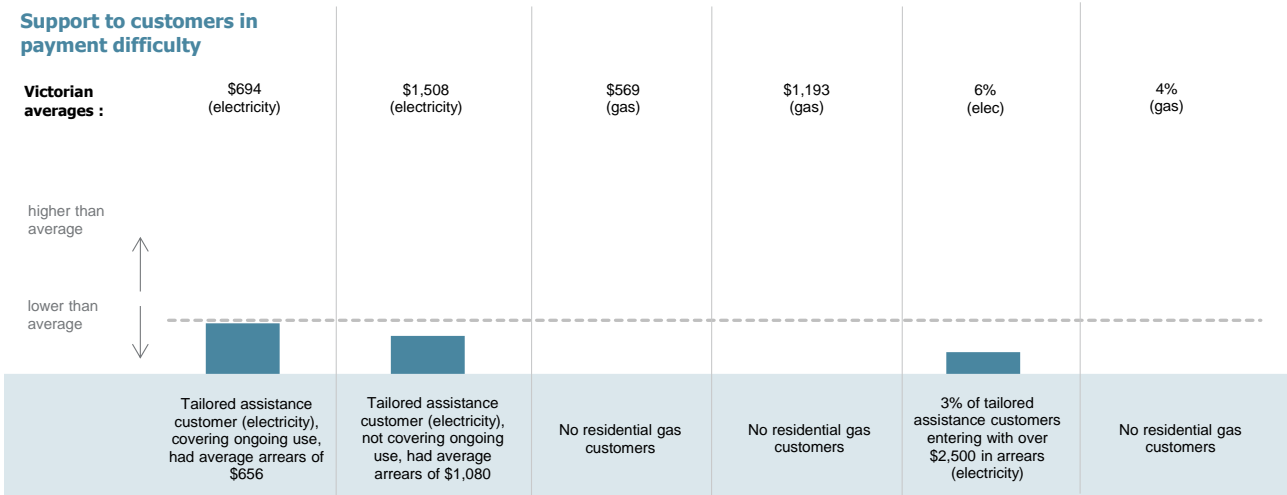 Support to customers in
payment difficulty
Victorian
averages :
$694
(electricity)
$1,508
(electricity)
$569
(gas)
$1,193
(gas)
6%
(elec)
4%
(gas)
higher than
average
lower than
average
Tailored assistance
customer (electricity),
covering ongoing use,
had average arrears of
$656
Tailored assistance
customer (electricity),
not covering ongoing
use, had average
arrears of $1,080
No residential gas
customers
No residential gas
customers
3% of tailored
assistance customers
entering with over
$2,500 in arrears
(electricity)
No residential gas
customers